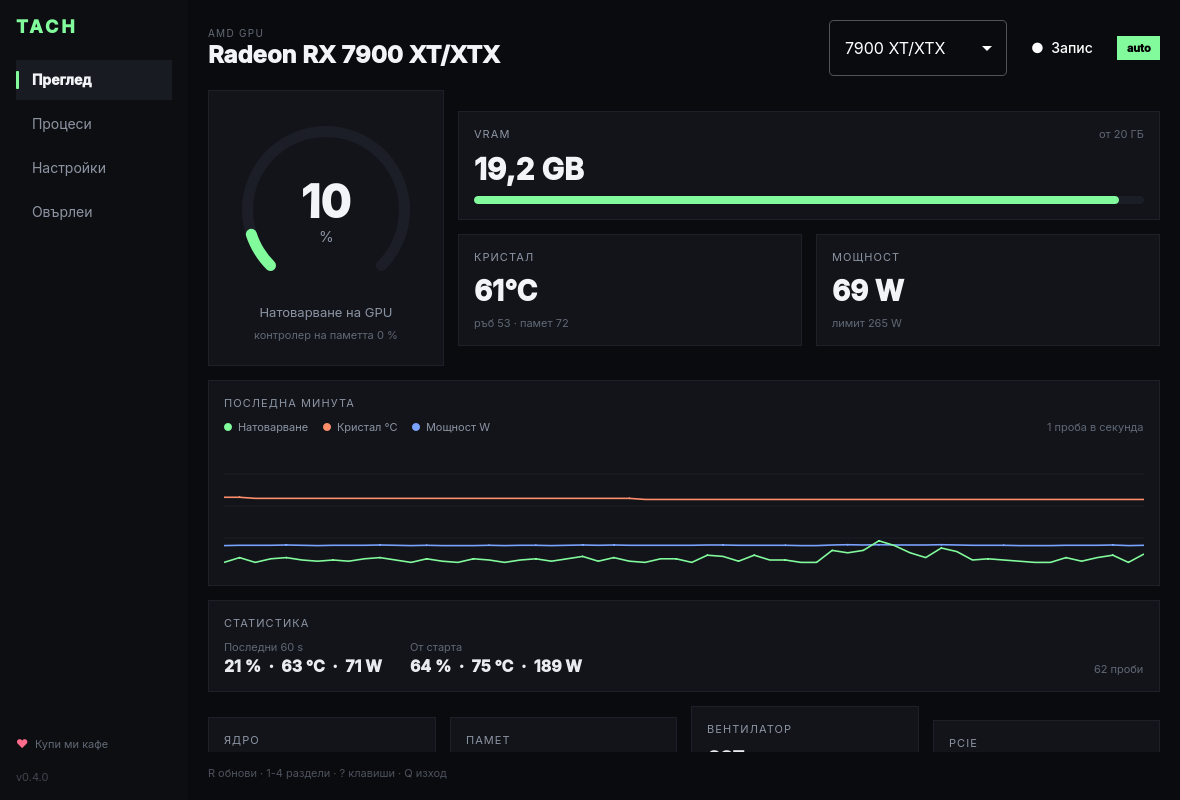 TACH
Преглед
Процеси
Настройки
Овърлеи
Купи ми кафе
v0.4.0
AMD GPU
Radeon RX 7900 XT/XTX
7900 XT/XTX
Запис
auto
10
%
Натоварване на GPU
контролер на паметта 0 %
VRAM
от 20 ГБ
19,2 GB
КРИСТАЛ
61°C
ръб 53 · памет 72
МОЩНОСТ
69 W
лимит 265 W
ПОСЛЕДНА МИНУТА
Натоварване
Кристал °C
Мощност W
1 проба в секунда
СТАТИСТИКА
Последни 60 s
21 % · 63 °C · 71 W
От старта
64 % · 75 °C · 189 W
62 проби
ЯДРО
ПАМЕТ
ВЕНТИЛАТОР
PCIE
R обнови · 1-4 раздели · ? клавиши · Q изход